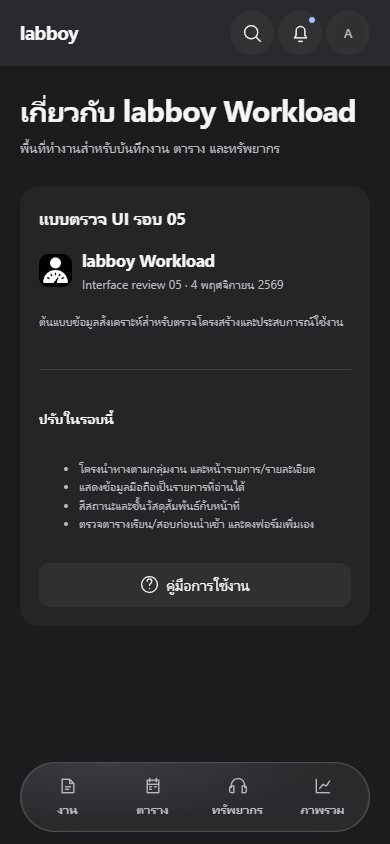 labboy
A
เกี่ยวกับ labboy Workload
พื้นที่ทำงานสำหรับบันทึกงาน ตาราง และทรัพยากร
แบบตรวจ UI รอบ 05
labboy Workload
Interface review 05 · 4 พฤศจิกายน 2569
ต้นแบบข้อมูลสังเคราะห์สำหรับตรวจโครงสร้างและประสบการณ์ใช้งาน
ปรับในรอบนี้
• โครงนำทางตามกลุ่มงาน และหน้ารายการ/รายละเอียด
• แสดงข้อมูลมือถือเป็นรายการที่อ่านได้
• สีสถานะและชั้นวัสดุสัมพันธ์กับหน้าที่
• ตรวจตารางเรียน/สอบก่อนนำเข้า และคงฟอร์มเพิ่มเอง
คู่มือการใช้งาน
งาน
ตาราง
ทรัพยากร
ภาพรวม